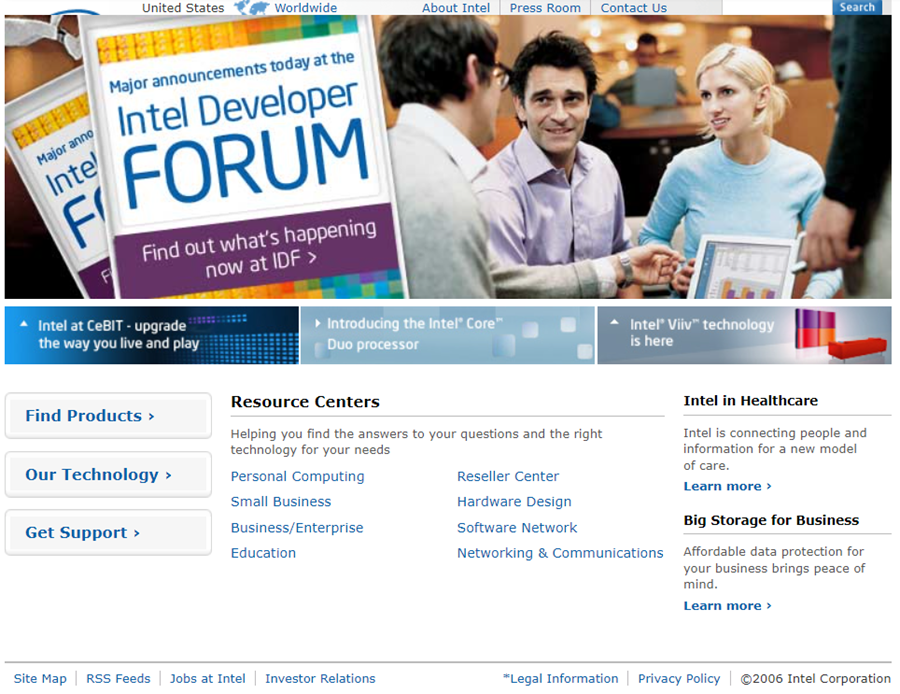 United States
Worldwide
About Intel
Press Room
Contact Us
Search
Major announcements today at the
Intel Developer
FORUM
Find out what's happening
now at IDF >
Major anno
Inte
F
Intel at CeBIT - upgrade
the way you live and play
Introducing the Intel® Core™
Duo processor
Intel® Viiv™ technology
is here
Find Products ›
Our Technology ›
Get Support ›
Resource Centers
Helping you find the answers to your questions and the right
technology for your needs
Personal Computing
Small Business
Business/Enterprise
Education
Reseller Center
Hardware Design
Software Network
Networking & Communications
Intel in Healthcare
Intel is connecting people and
information for a new model
of care.
Learn more ›
Big Storage for Business
Affordable data protection for
your business brings peace of
mind.
Learn more ›
Site Map
RSS Feeds
Jobs at Intel
Investor Relations
*Legal Information
Privacy Policy
©2006 Intel Corporation